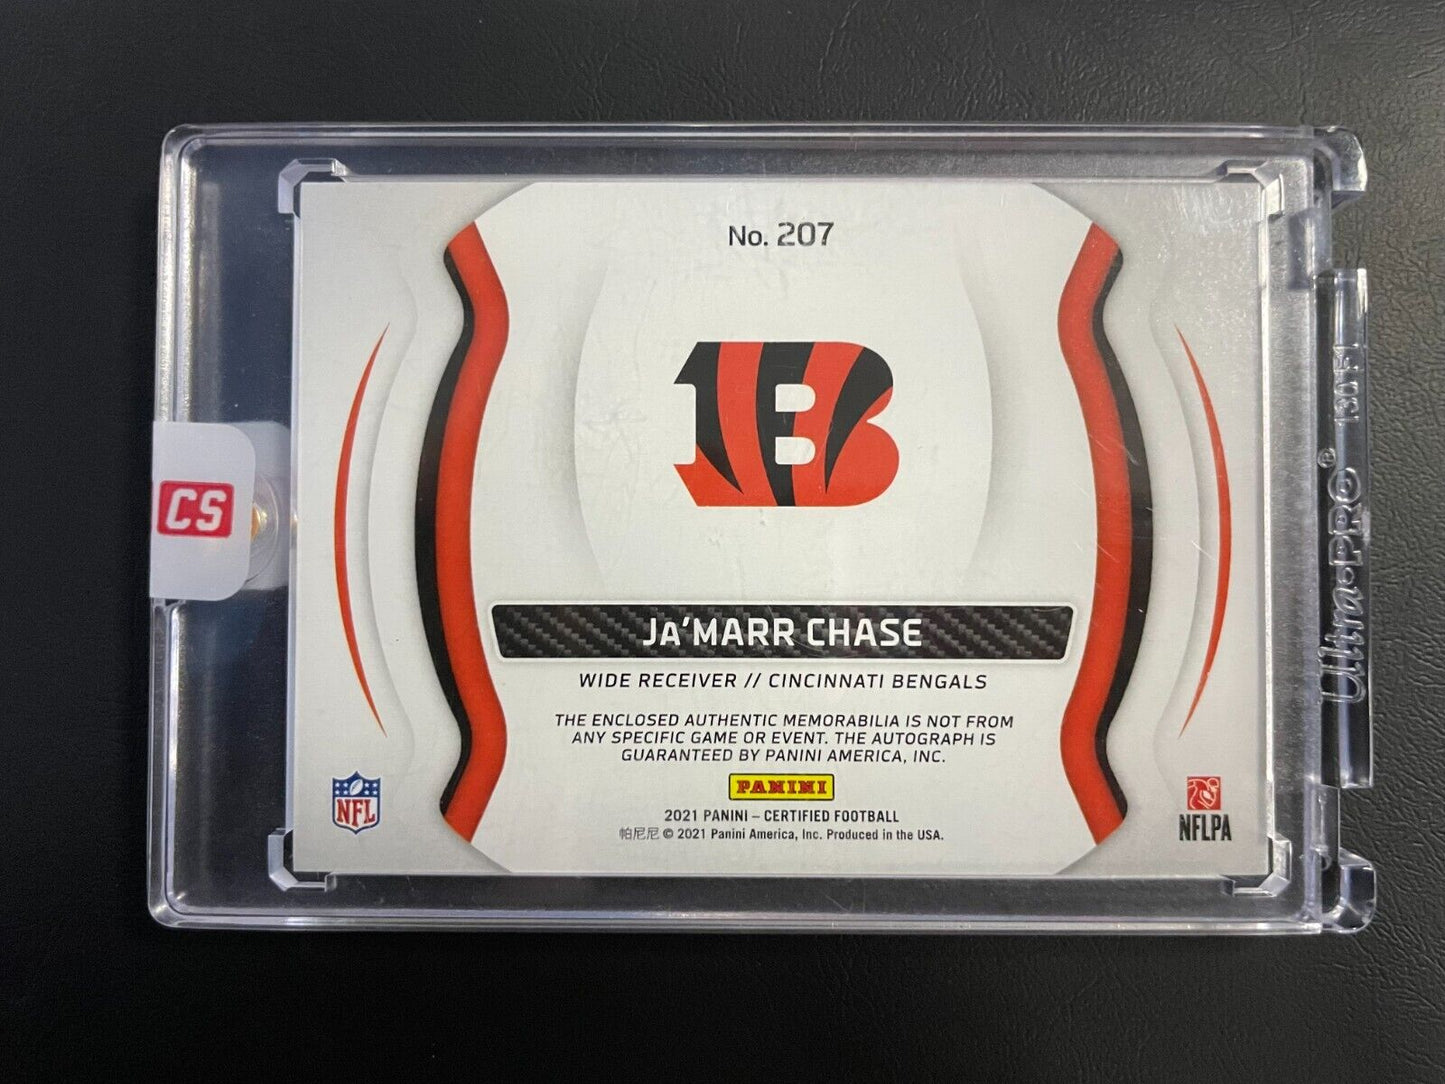 No. 207
B
CS
JA'MARR CHASE
WIDE RECEIVER // CINCINNATI BENGALS
THE ENCLOSED AUTHENTIC MEMORABILIA IS NOT FROM
ANY SPECIFIC GAME OR EVENT. THE AUTOGRAPH IS
GUARANTEED BY PANINI AMERICA, INC.
PANINI
2021 PANINI – CERTIFIED FOOTBALL
帕尼尼 © 2021 Panini America, Inc. Produced in the USA.
NFL
NFLPA
Ultra•PRO® 130PT